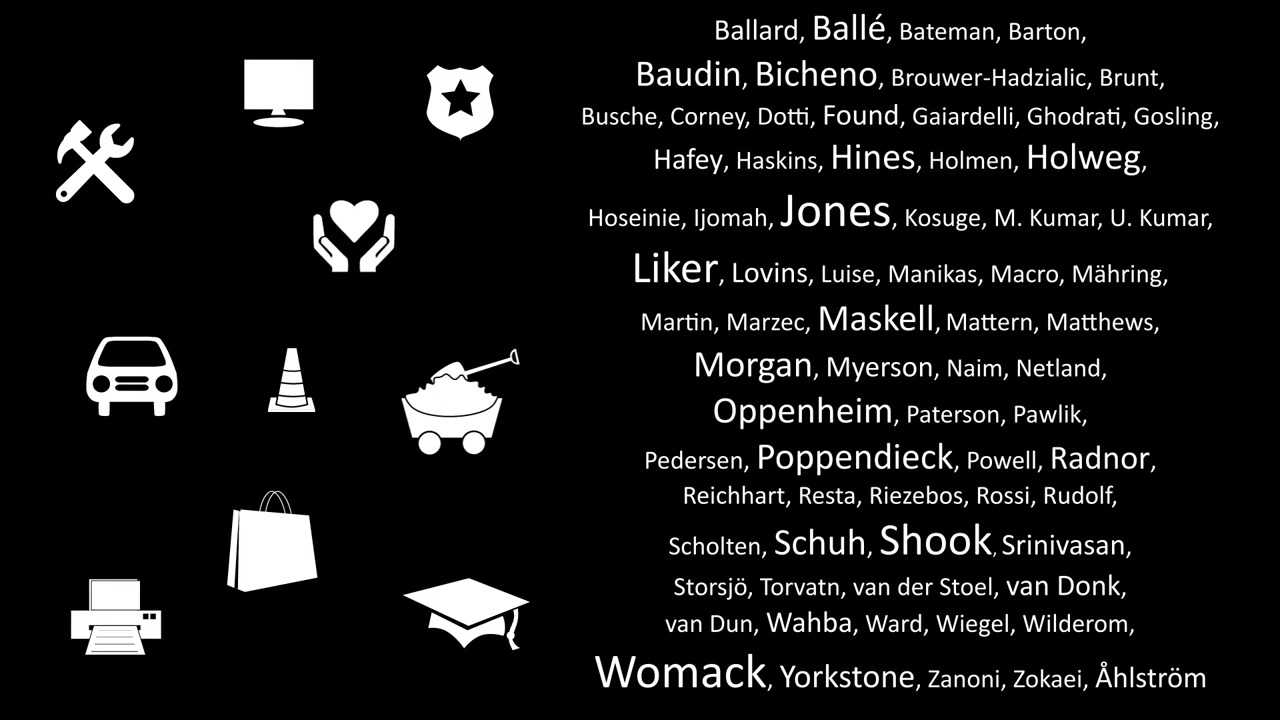 Ballard, Ballé, Bateman, Barton,
Baudin, Bicheno, Brouwer-Hadzialic, Brunt,
Busche, Corney, Dotti, Found, Gaiardelli, Ghodrati, Gosling,
Hafey, Haskins, Hines, Holmen, Holweg,
Hoseinie, Ijomah, Jones, Kosuge, M. Kumar, U. Kumar,
Liker, Lovins, Luise, Manikas, Macro, Mähring,
Martin, Marzec, Maskell, Mattern, Matthews,
Morgan, Myerson, Naim, Netland,
Oppenheim, Paterson, Pawlik,
Pedersen, Poppendieck, Powell, Radnor,
Reichhart, Resta, Riezebos, Rossi, Rudolf,
Scholten, Schuh, Shook, Srinivasan,
Storsjö, Torvatn, van der Stoel, van Donk,
van Dun, Wahba, Ward, Wiegel, Wilderom,
Womack, Yorkstone, Zanoni, Zokaei, Åhlström